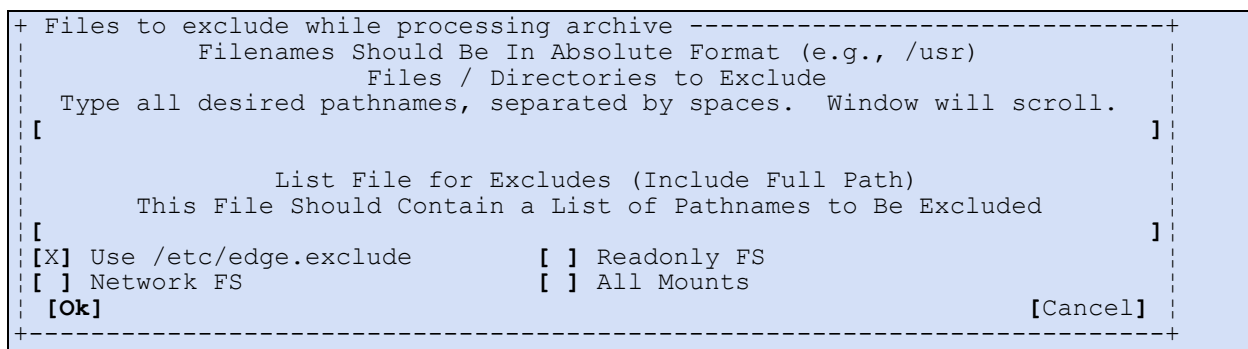 + Files to exclude while processing archive -------------------------------+
¦ Filenames Should Be In Absolute Format (e.g., /usr) ¦
¦ Files / Directories to Exclude ¦
¦ Type all desired pathnames, separated by spaces. Window will scroll. ¦
¦[ ]¦
¦ ¦
¦ List File for Excludes (Include Full Path) ¦
¦ This File Should Contain a List of Pathnames to Be Excluded ¦
¦[ ]¦
¦[X] Use /etc/edge.exclude [ ] Readonly FS ¦
¦[ ] Network FS [ ] All Mounts ¦
¦ [Ok] [Cancel] ¦
+--------------------------------------------------------------------------+